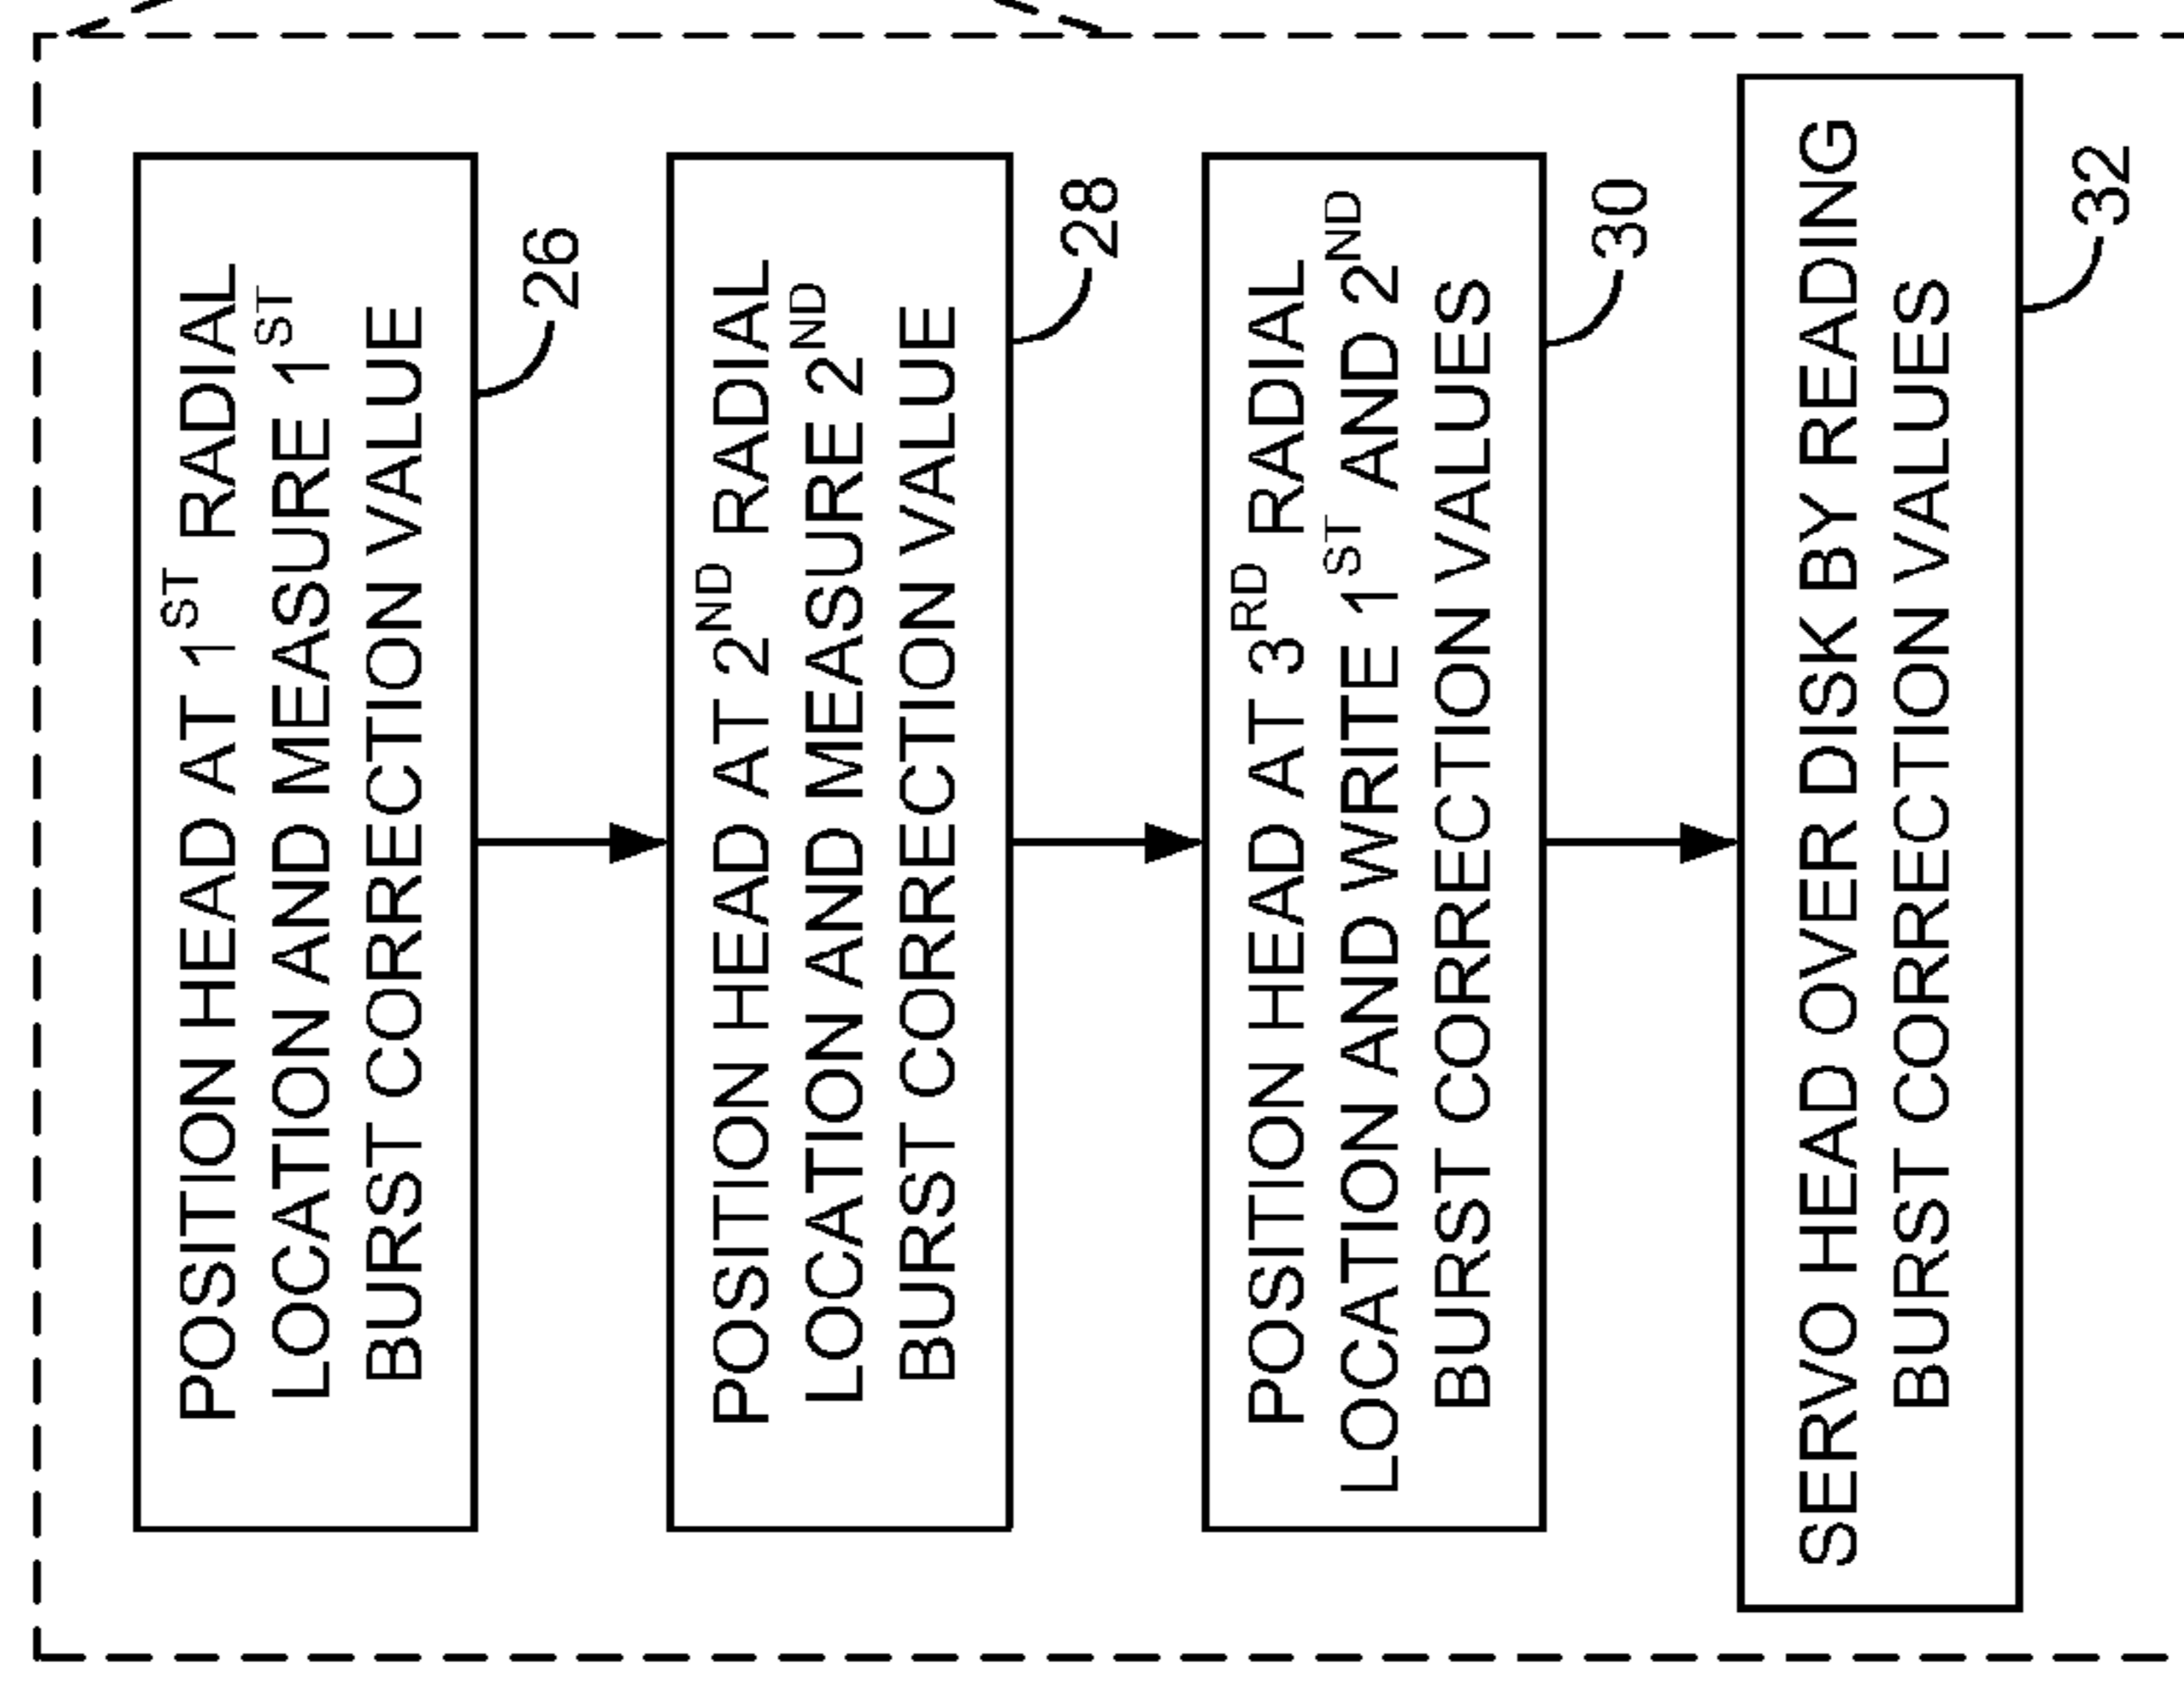 POSITION HEAD AT 1ST RADIAL
LOCATION AND MEASURE 1ST
BURST CORRECTION VALUE
26
POSITION HEAD AT 2ND RADIAL
LOCATION AND MEASURE 2ND
BURST CORRECTION VALUE
28
POSITION HEAD AT 3RD RADIAL
LOCATION AND WRITE 1ST AND 2ND
BURST CORRECTION VALUES
30
SERVO HEAD OVER DISK BY READING
BURST CORRECTION VALUES
32